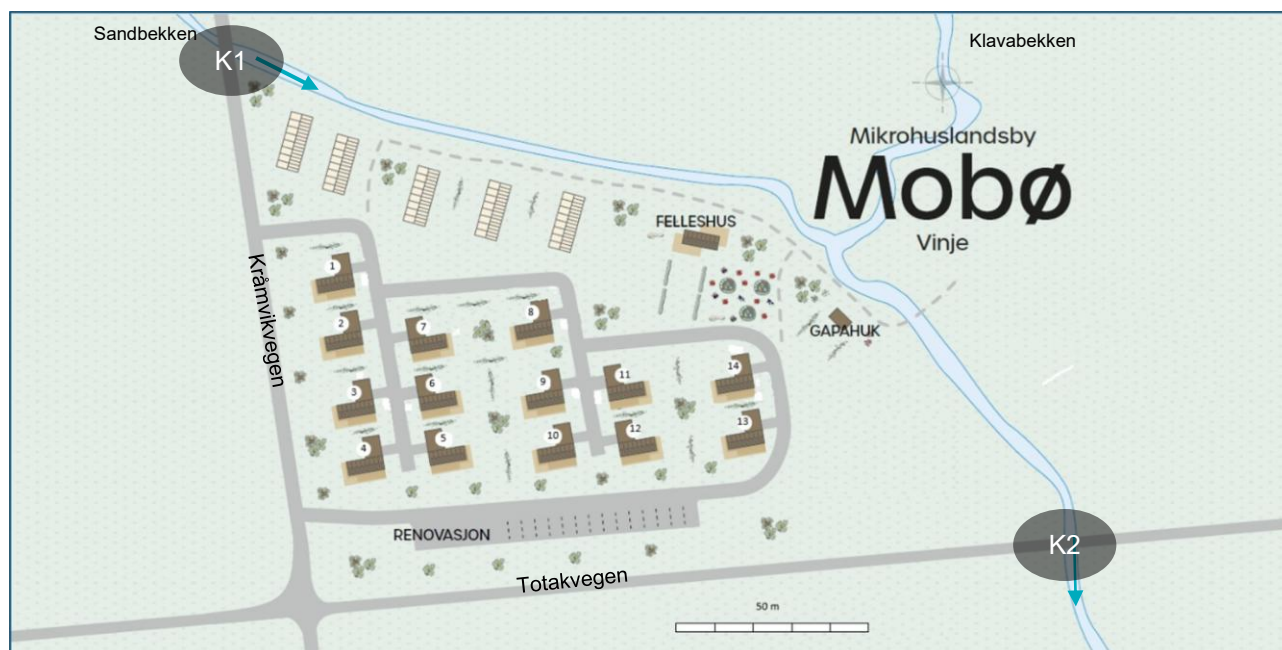 Sandbekken
K1
Klavabekken
Mikrohuslandsby
Mobø
Vinje
FELLESHUS
GAPAHUK
Kråmvikvegen
1
2
3
4
5
6
7
8
9
10
11
12
13
14
RENOVASJON
K2
Totakvegen
50 m